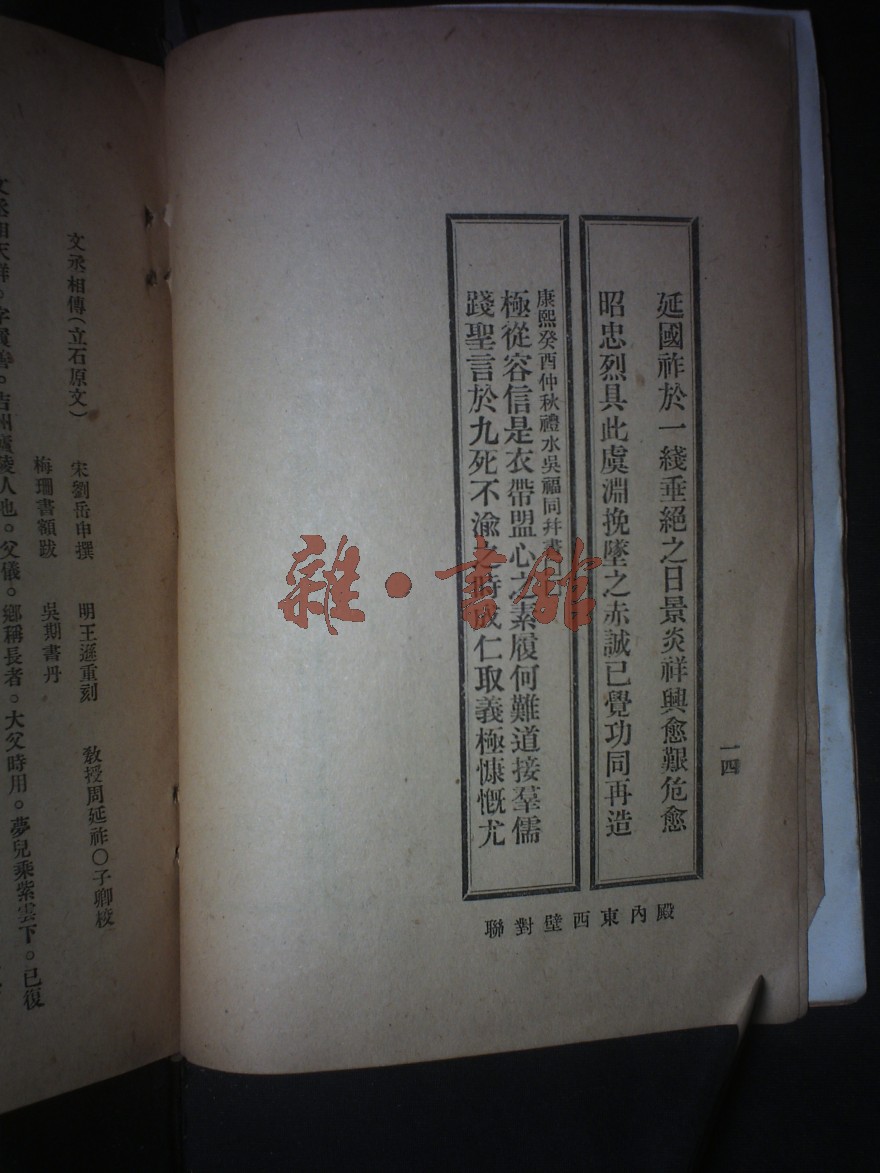 一四
延國祚於一綫垂絕之日景炎祥興愈艱危愈
昭忠烈具此虞淵挽墜之赤誠已覺功同再造
康熙癸酉仲秋禮水吳福同幷書
極從容信是衣帶盟心之素履何難道接羣儒
踐聖言於九死不渝之時成仁取義極慷慨尤
殿內東西壁對聯
雜·書館
文丞相傳(立石原文) 宋劉岳申撰 明王遜重刻 敎授周延祚〇子卿棱
梅珊書額跋 吳期書丹
吉州廬陵人也。父儀。鄉稱長者。大父時用。夢兒乘紫雲下。已復